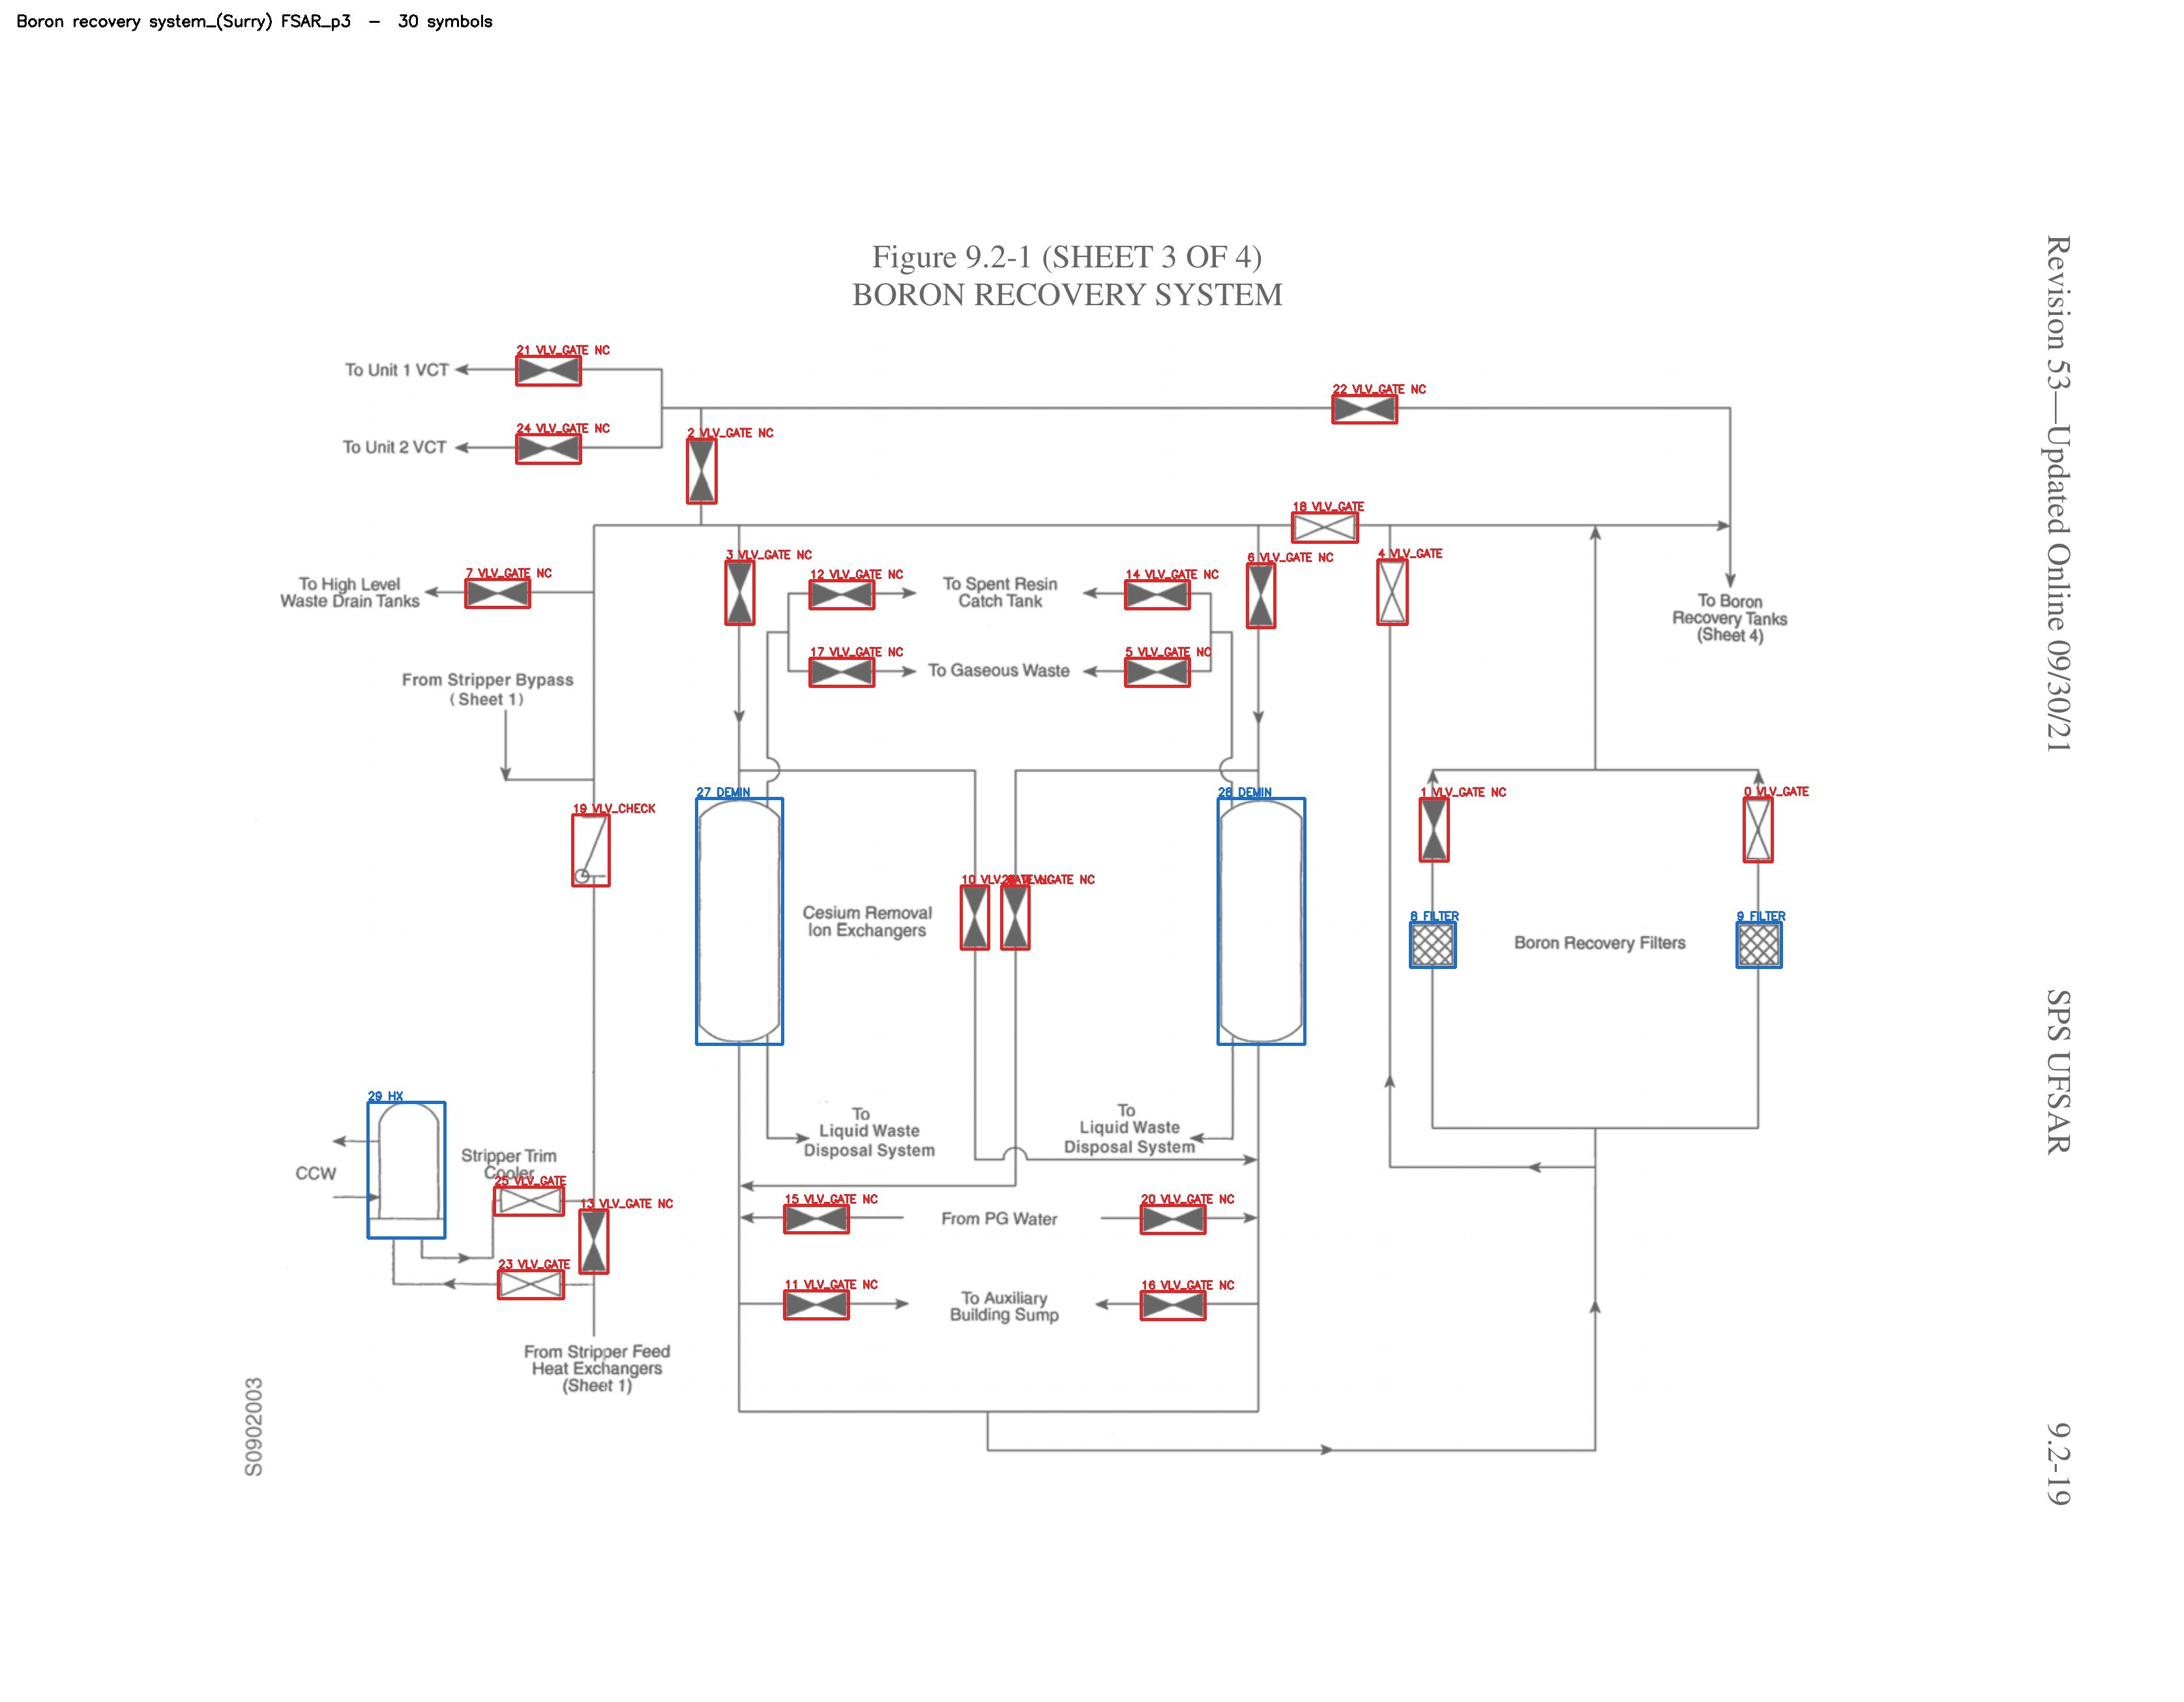 Boron recovery system_(Surry) FSAR_p3 - 30 symbols
Figure 9.2-1 (SHEET 3 OF 4)
BORON RECOVERY SYSTEM
21 VLV_GATE NC
To Unit 1 VCT
22 VLV_GATE NC
24 VLV_GATE NC
2 VLV_GATE NC
To Unit 2 VCT
18 VLV_GATE
3 VLV_GATE NC
6 VLV_GATE NC
4 VLV_GATE
7 VLV_GATE NC
12 VLV_GATE NC
14 VLV_GATE NC
To High Level
Waste Drain Tanks
To Spent Resin
Catch Tank
To Boron
Recovery Tanks
(Sheet 4)
17 VLV_GATE NC
5 VLV_GATE NC
To Gaseous Waste
From Stripper Bypass
(Sheet 1)
27 DEMIN
28 DEMIN
1 VLV_GATE NC
0 VLV_GATE
19 VLV_CHECK
10 VLV_GATE NC
VLV_GATE NC
Cesium Removal
Ion Exchangers
8 FILTER
9 FILTER
Boron Recovery Filters
29 HX
To
Liquid Waste
Disposal System
To
Liquid Waste
Disposal System
Stripper Trim
Cooler
CCW
25 VLV_GATE
13 VLV_GATE NC
15 VLV_GATE NC
20 VLV_GATE NC
From PG Water
23 VLV_GATE
11 VLV_GATE NC
16 VLV_GATE NC
To Auxiliary
Building Sump
From Stripper Feed
Heat Exchangers
(Sheet 1)
S0902003
Revision 53—Updated Online 09/30/21
SPS UFSAR
9.2-19